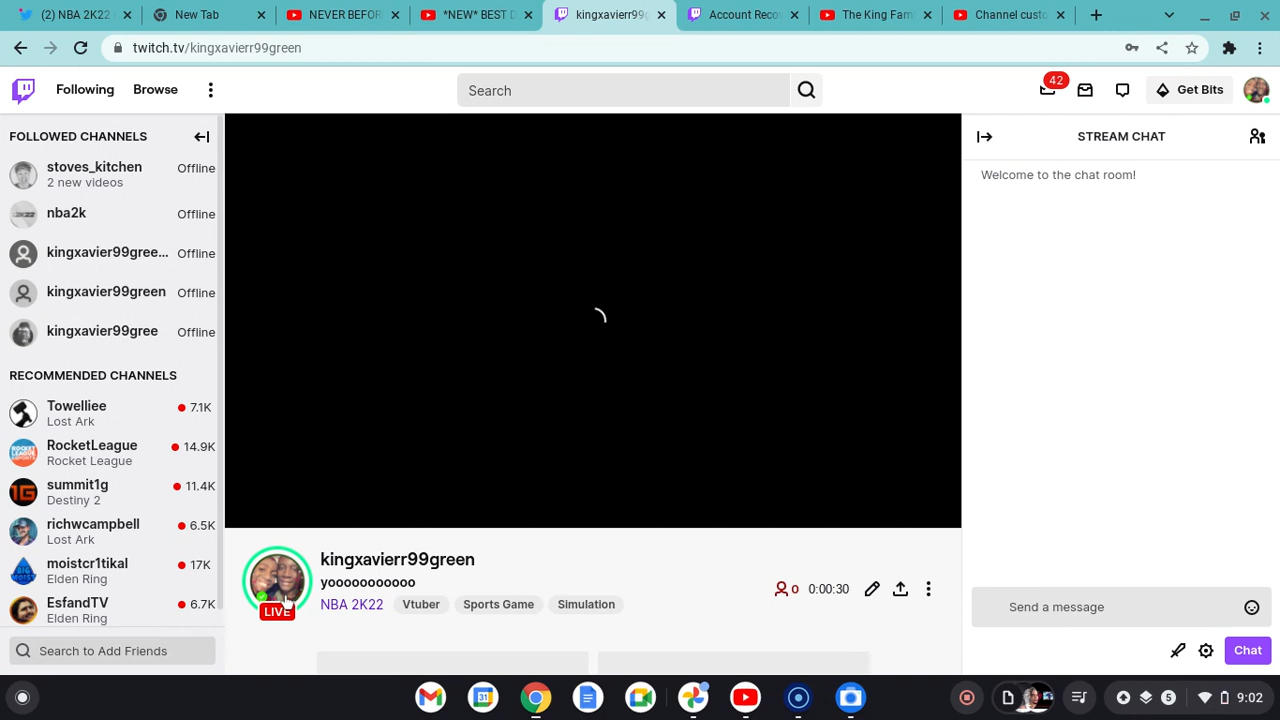 (2) NBA 2K22
New Tab
NEVER BEFOR
*NEW* BEST D
kingxavierr99g
Account Reco
The King Fam
Channel custo
twitch.tv/kingxavierr99green
Following
Browse
Search
42
Get Bits
FOLLOWED CHANNELS
stoves_kitchen
Offline
2 new videos
nba2k
Offline
kingxavier99gree...
Offline
kingxavier99green
Offline
kingxavier99gree
Offline
RECOMMENDED CHANNELS
Towelliee
7.1K
Lost Ark
RocketLeague
14.9K
Rocket League
summit1g
11.4K
Destiny 2
richwcampbell
6.5K
Lost Ark
moistcr1tikal
17K
Elden Ring
EsfandTV
6.7K
Elden Ring
Search to Add Friends
kingxavierr99green
yooooooooooo
NBA 2K22
Vtuber
Sports Game
Simulation
LIVE
0
0:00:30
STREAM CHAT
Welcome to the chat room!
Send a message
Chat
31
5
9:02